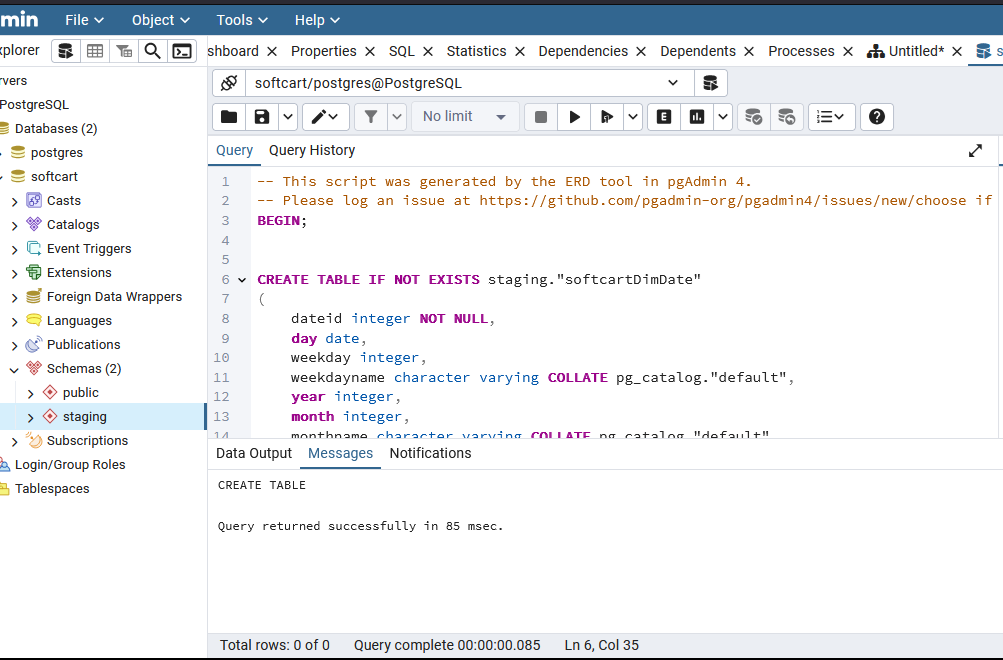 min File Object Tools Help
xplorer
shboard Properties SQL Statistics Dependencies Dependents Processes Untitled* s
softcart/postgres@PostgreSQL
No limit
E
Query Query History
rvers
PostgreSQL
Databases (2)
postgres
softcart
Casts
Catalogs
Event Triggers
Extensions
Foreign Data Wrappers
Languages
Publications
Schemas (2)
public
staging
Subscriptions
Login/Group Roles
Tablespaces
1 -- This script was generated by the ERD tool in pgAdmin 4.
2 -- Please log an issue at https://github.com/pgadmin-org/pgadmin4/issues/new/choose if
3 BEGIN;
4
5
6 CREATE TABLE IF NOT EXISTS staging."softcartDimDate"
7 (
8 dateid integer NOT NULL,
9 day date,
10 weekday integer,
11 weekdayname character varying COLLATE pg_catalog."default",
12 year integer,
13 month integer,
14 monthname character varying COLLATE pg_catalog."default"
Data Output Messages Notifications
CREATE TABLE
Query returned successfully in 85 msec.
Total rows: 0 of 0 Query complete 00:00:00.085 Ln 6, Col 35